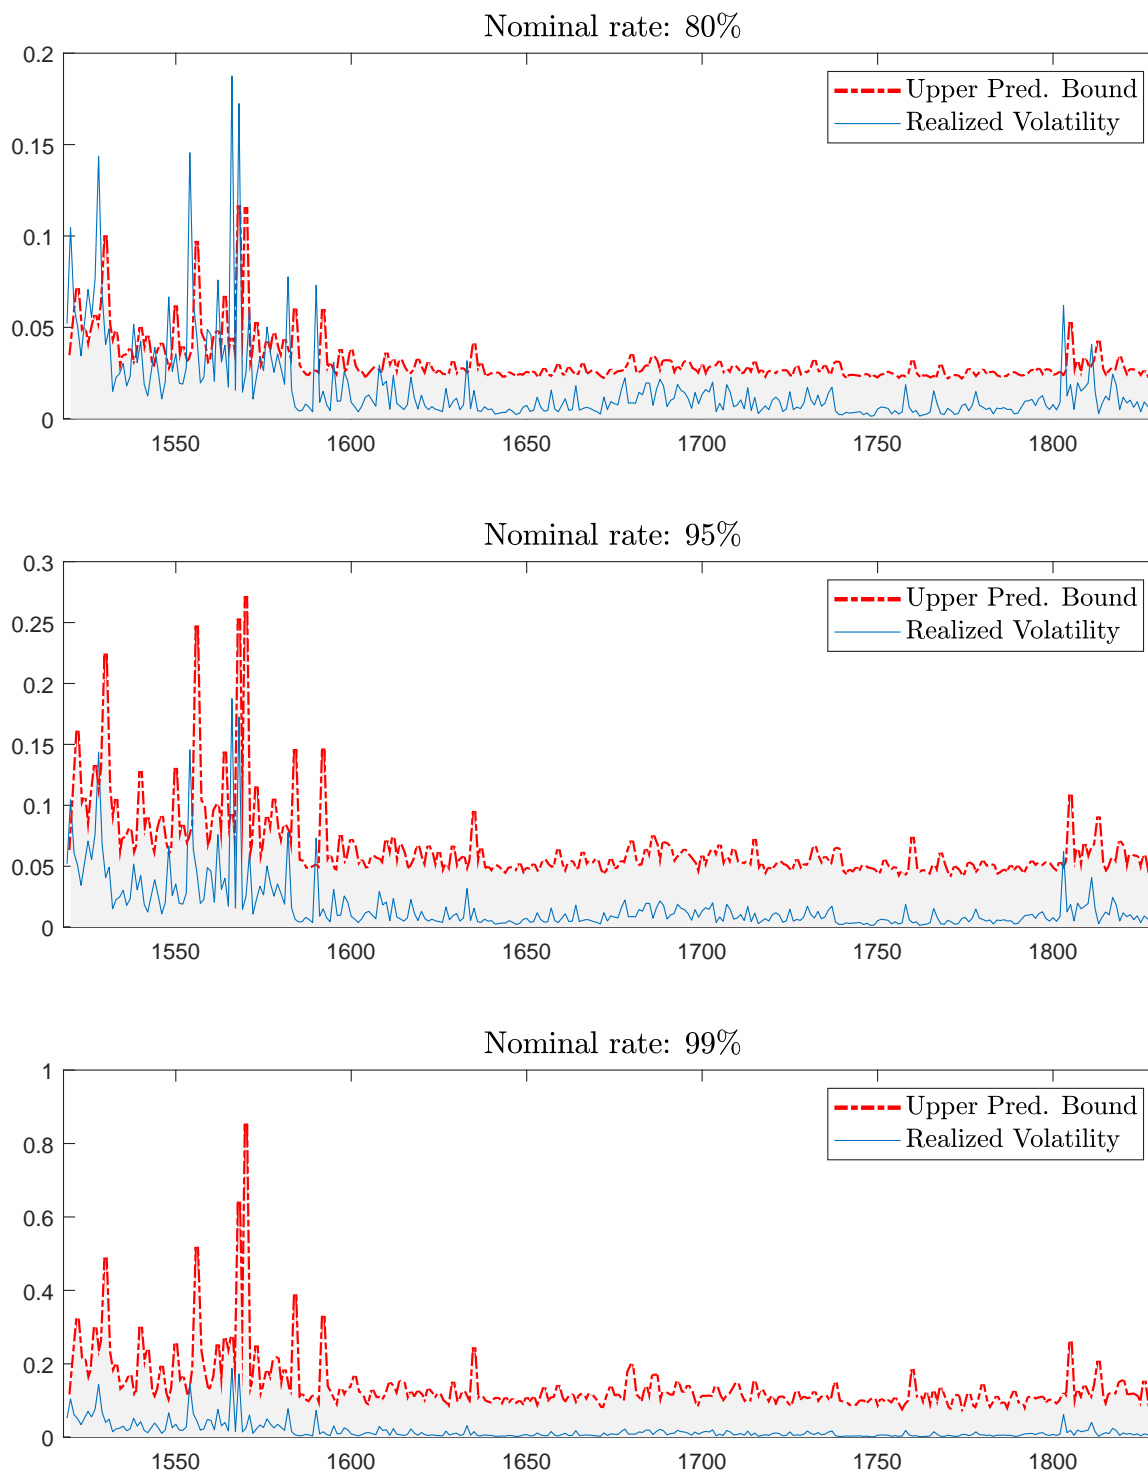 Nominal rate: 80%
0.2
0.15
0.1
0.05
0
Upper Pred. Bound
Realized Volatility
1550 1600 1650 1700 1750 1800
Nominal rate: 95%
0.3
0.25
0.2
0.15
0.1
0.05
0
Upper Pred. Bound
Realized Volatility
1550 1600 1650 1700 1750 1800
Nominal rate: 99%
1
0.8
0.6
0.4
0.2
0
Upper Pred. Bound
Realized Volatility
1550 1600 1650 1700 1750 1800